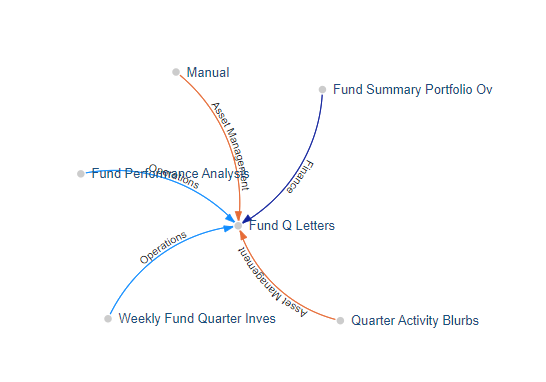 Manual
Fund Summary Portfolio Ov
Asset Management
Finance
Fund Performance Analysis
Operations
Fund Q Letters
Operations
Asset Management
Weekly Fund Quarter Inves
Quarter Activity Blurbs